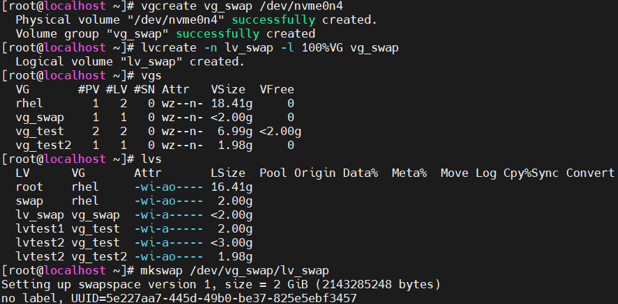 [root@localhost ~]# vgcreate vg_swap /dev/nvme0n4
  Physical volume "/dev/nvme0n4" successfully created.
  Volume group "vg_swap" successfully created
[root@localhost ~]# lvcreate -n lv_swap -l 100%VG vg_swap
  Logical volume "lv_swap" created.
[root@localhost ~]# vgs
  VG       #PV #LV #SN Attr   VSize  VFree
  rhel       1   2   0 wz--n- 18.41g     0
  vg_swap    1   1   0 wz--n- <2.00g     0
  vg_test    2   2   0 wz--n-  6.99g <2.00g
  vg_test2   1   1   0 wz--n-  1.98g     0
[root@localhost ~]# lvs
  LV      VG       Attr       LSize  Pool Origin Data%  Meta%  Move Log Cpy%Sync Convert
  root    rhel     -wi-ao---- 16.41g
  swap    rhel     -wi-ao----  2.00g
  lv_swap vg_swap  -wi-a----- <2.00g
  lvtest1 vg_test  -wi-ao----  2.00g
  lvtest2 vg_test  -wi-ao---- <3.00g
  lvtest2 vg_test2 -wi-ao----  1.98g
[root@localhost ~]# mkswap /dev/vg_swap/lv_swap
Setting up swapspace version 1, size = 2 GiB (2143285248 bytes)
no label, UUID=5e227aa7-445d-49b0-be37-825e5ebf3457